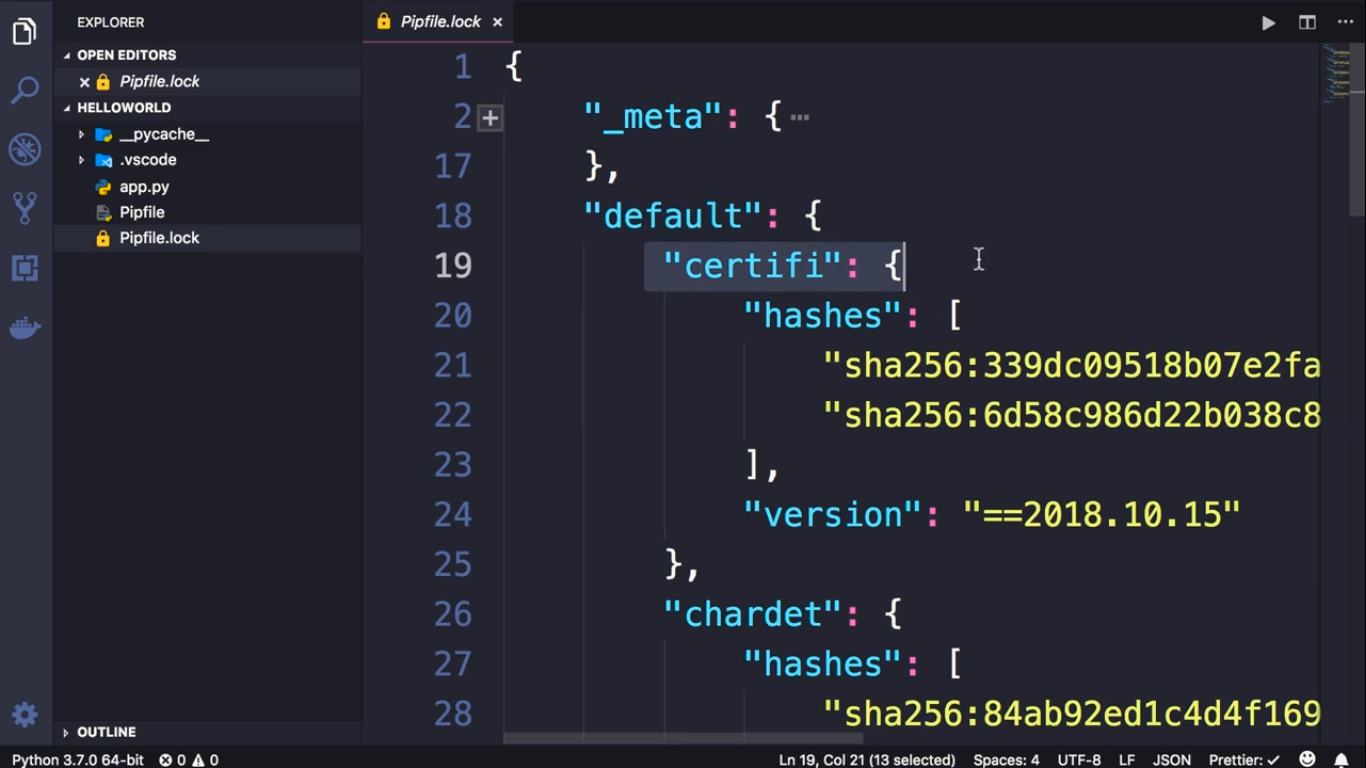 EXPLORER
OPEN EDITORS
Pipfile.lock
HELLOWORLD
__pycache__
.vscode
app.py
Pipfile
Pipfile.lock
OUTLINE
Pipfile.lock
1 {
2 "_meta": {
17 },
18 "default": {
19 "certifi": {
20 "hashes": [
21 "sha256:339dc09518b07e2fa
22 "sha256:6d58c986d22b038c8
23 ],
24 "version": "==2018.10.15"
25 },
26 "chardet": {
27 "hashes": [
28 "sha256:84ab92ed1c4d4f169
Python 3.7.0 64-bit 0 0 Ln 19, Col 21 (13 selected) Spaces: 4 UTF-8 LF JSON Prettier: ✓